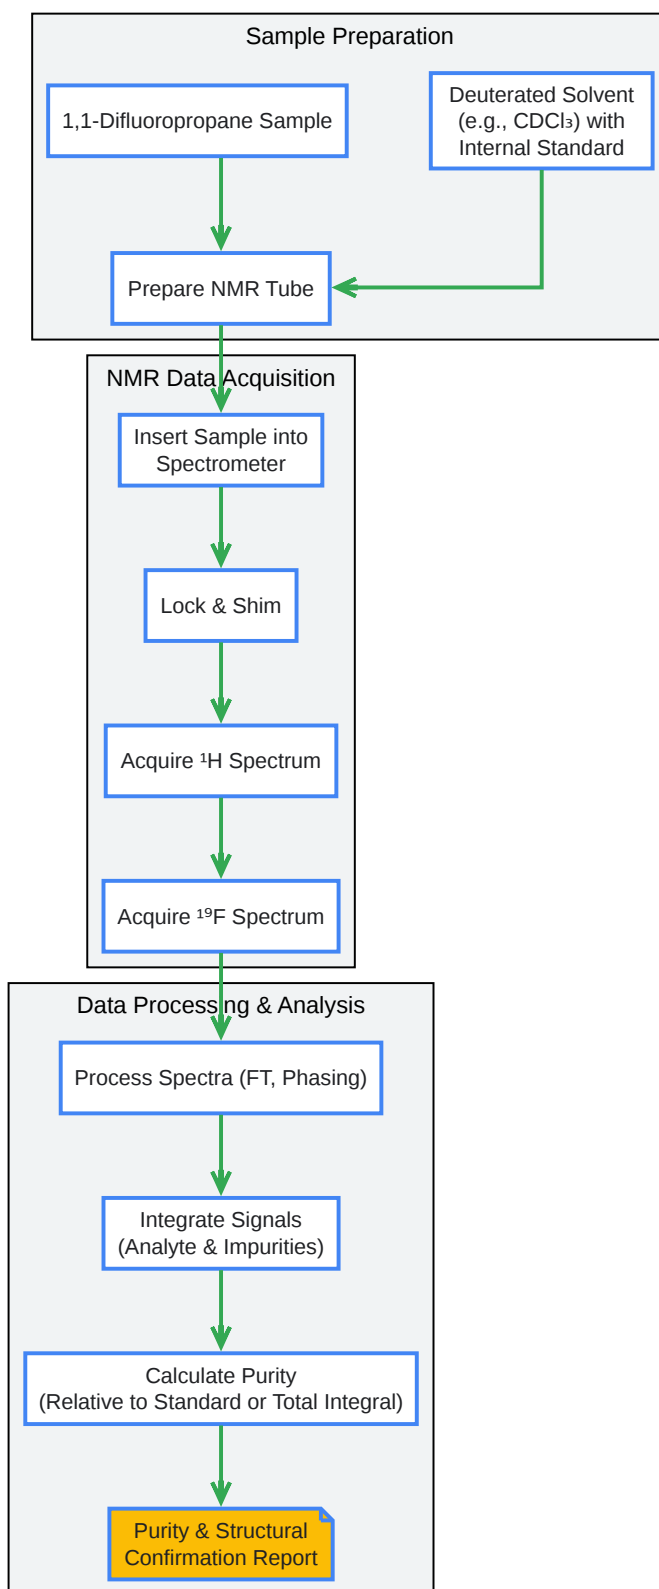 Sample Preparation
1,1-Difluoropropane Sample
Deuterated Solvent
(e.g., CDCl₃) with
Internal Standard
Prepare NMR Tube
NMR Data Acquisition
Insert Sample into
Spectrometer
Lock & Shim
Acquire ¹H Spectrum
Acquire ¹⁹F Spectrum
Data Processing & Analysis
Process Spectra (FT, Phasing)
Integrate Signals
(Analyte & Impurities)
Calculate Purity
(Relative to Standard or Total Integral)
Purity & Structural
Confirmation Report